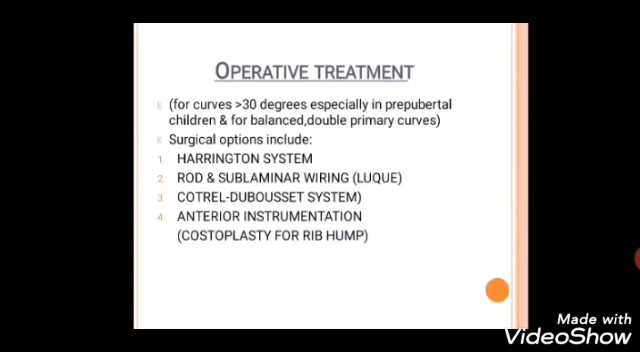 OPERATIVE TREATMENT
(for curves >30 degrees especially in prepubertal
children & for balanced,double primary curves)
Surgical options include:
1. HARRINGTON SYSTEM
2. ROD & SUBLAMINAR WIRING (LUQUE)
3. COTREL-DUBOUSSET SYSTEM)
4. ANTERIOR INSTRUMENTATION
(COSTOPLASTY FOR RIB HUMP)
Made with
VideoShow